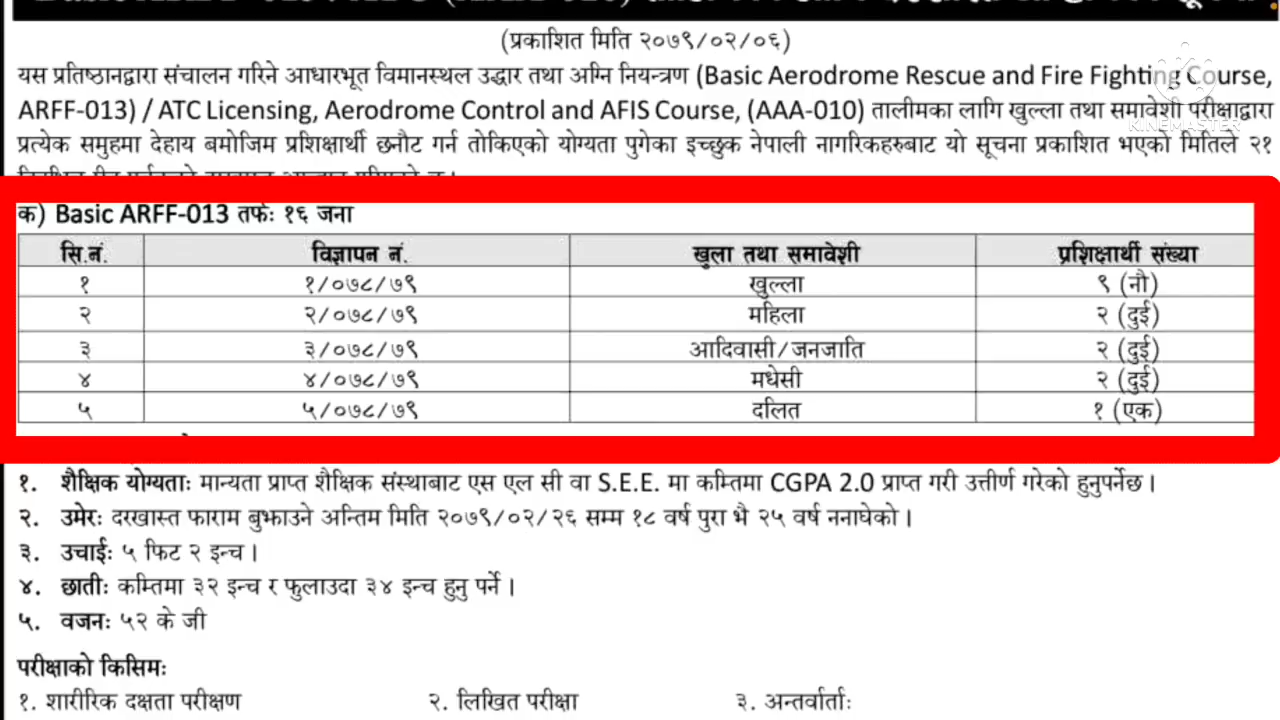 (प्रकाशित मिति २०७९/०२/०६)
यस प्रतिष्ठानद्वारा संचालन गरिने आधारभूत विमानस्थल उद्धार तथा अग्नि नियन्त्रण (Basic Aerodrome Rescue and Fire Fighting Course,
ARFF-013) / ATC Licensing, Aerodrome Control and AFIS Course, (AAA-010) तालीमका लागि खुल्ला तथा समावेशी परीक्षाद्वारा
KINEMASTER
प्रत्येक समुहमा देहाय बमोजिम प्रशिक्षार्थी छनौट गर्न तोकिएको योग्यता पुगेका इच्छुक नेपाली नागरिकहरुबाट यो सूचना प्रकाशित भएको मितिले २१
क) Basic ARFF-013 तर्फः १६ जना
सि.नं. विज्ञापन नं. खुला तथा समावेशी प्रशिक्षार्थी संख्या
१ १/०७८/७९ खुल्ला ९ (नौ)
२ २/०७८/७९ महिला २ (दुई)
३ ३/०७८/७९ आदिवासी/जनजाति २ (दुई)
४ ४/०७८/७९ मधेसी २ (दुई)
५ ५/०७८/७९ दलित १ (एक)
१. शैक्षिक योग्यताः मान्यता प्राप्त शैक्षिक संस्थाबाट एस एल सी वा S.E.E. मा कम्तिमा CGPA 2.0 प्राप्त गरी उत्तीर्ण गरेको हुनुपर्नेछ।
२. उमेरः दरखास्त फाराम बुझाउने अन्तिम मिति २०७९/०२/२६ सम्म १८ वर्ष पुरा भै २५ वर्ष ननाघेको।
३. उचाईः ५ फिट २ इन्च।
४. छातीः कम्तिमा ३२ इन्च र फुलाउदा ३४ इन्च हुनु पर्ने।
५. वजनः ५२ के जी
परीक्षाको किसिमः
१. शारीरिक दक्षता परीक्षण २. लिखित परीक्षा ३. अन्तर्वार्ताः